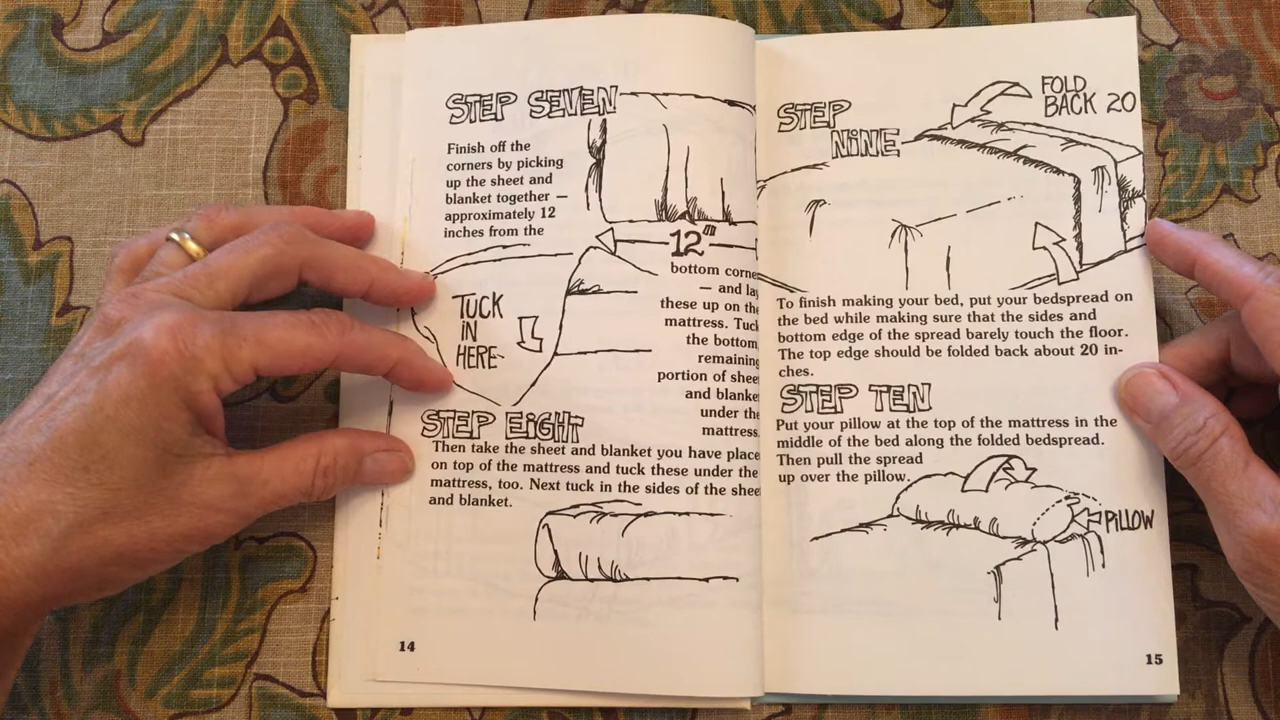 STEP SEVEN
Finish off the
corners by picking
up the sheet and
blanket together —
approximately 12
inches from the
12"
bottom corne
— and lay
these up on the
mattress. Tuck
the bottom
remaining
portion of shee
and blanke
under the
mattress.
TUCK
IN
HERE
STEP EIGHT
Then take the sheet and blanket you have place
on top of the mattress and tuck these under the
mattress, too. Next tuck in the sides of the shee
and blanket.
14
STEP
NINE
FOLD
BACK 20
To finish making your bed, put your bedspread on
the bed while making sure that the sides and
bottom edge of the spread barely touch the floor.
The top edge should be folded back about 20 in-
ches.
STEP TEN
Put your pillow at the top of the mattress in the
middle of the bed along the folded bedspread.
Then pull the spread
up over the pillow.
PILLOW
15